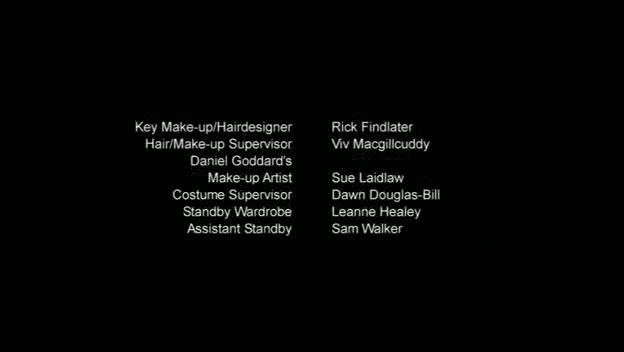 Key Make-up/Hairdesigner Rick Findlater
Hair/Make-up Supervisor Viv Macgillcuddy
Daniel Goddard's
Make-up Artist Sue Laidlaw
Costume Supervisor Dawn Douglas-Bill
Standby Wardrobe Leanne Healey
Assistant Standby Sam Walker